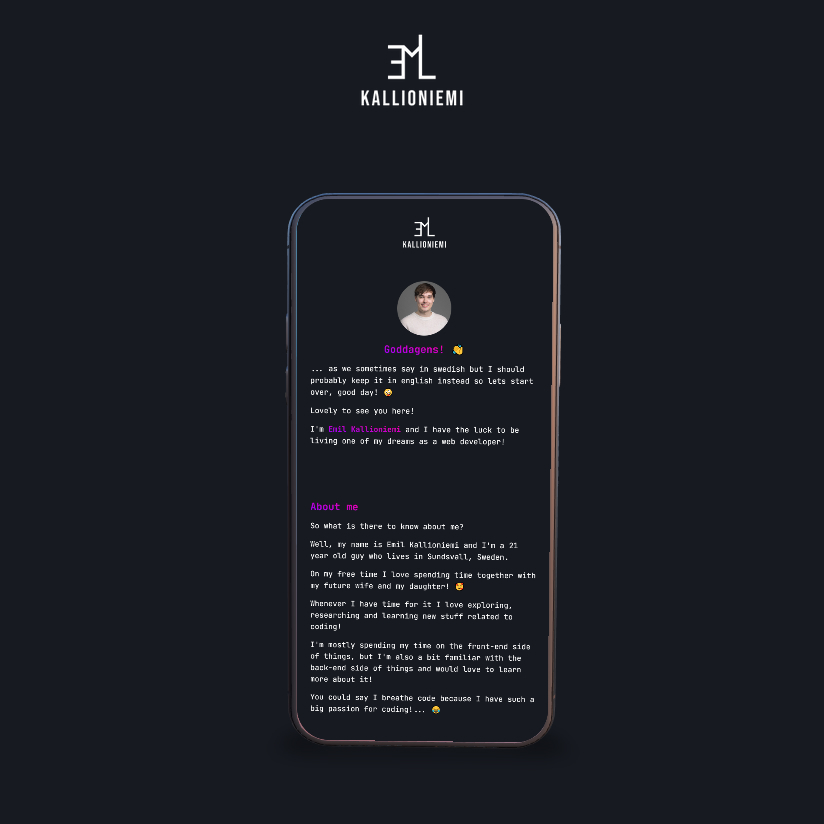 EML
KALLIONIEMI
EML
KALLIONIEMI
Goddagens! 👋
... as we sometimes say in swedish but I should
probably keep it in english instead so lets start
over, good day! 😜
Lovely to see you here!
I'm Emil Kallioniemi and I have the luck to be
living one of my dreams as a web developer!
About me
So what is there to know about me?
Well, my name is Emil Kallioniemi and I'm a 21
year old guy who lives in Sundsvall, Sweden.
On my free time I love spending time together with
my future wife and my daughter! 🥰
Whenever I have time for it I love exploring,
researching and learning new stuff related to
coding!
I'm mostly spending my time on the front-end side
of things, but I'm also a bit familiar with the
back-end side of things and would love to learn
more about it!
You could say I breathe code because I have such a
big passion for coding!... 🤪